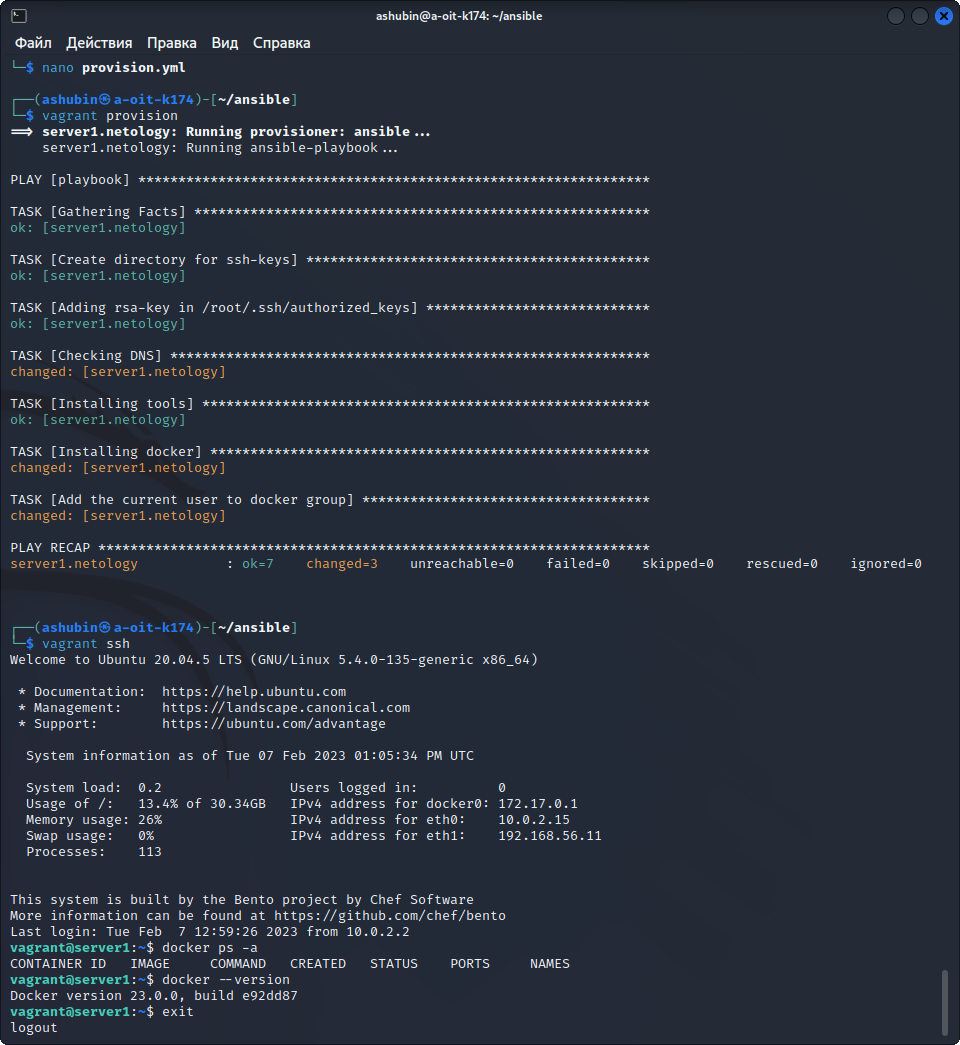 ashubin@a-oit-k174: ~/ansible
Файл Действия Правка Вид Справка
└─$ nano provision.yml
┌──(ashubin㉿a-oit-k174)-[~/ansible]
└─$ vagrant provision
==> server1.netology: Running provisioner: ansible...
    server1.netology: Running ansible-playbook...
PLAY [playbook] ****************************************************************
TASK [Gathering Facts] *********************************************************
ok: [server1.netology]
TASK [Create directory for ssh-keys] *******************************************
ok: [server1.netology]
TASK [Adding rsa-key in /root/.ssh/authorized_keys] ****************************
ok: [server1.netology]
TASK [Checking DNS] ************************************************************
changed: [server1.netology]
TASK [Installing tools] ********************************************************
ok: [server1.netology]
TASK [Installing docker] *******************************************************
changed: [server1.netology]
TASK [Add the current user to docker group] ************************************
changed: [server1.netology]
PLAY RECAP *********************************************************************
server1.netology           : ok=7    changed=3    unreachable=0    failed=0    skipped=0    rescued=0    ignored=0
┌──(ashubin㉿a-oit-k174)-[~/ansible]
└─$ vagrant ssh
Welcome to Ubuntu 20.04.5 LTS (GNU/Linux 5.4.0-135-generic x86_64)
 * Documentation:  https://help.ubuntu.com
 * Management:     https://landscape.canonical.com
 * Support:        https://ubuntu.com/advantage
  System information as of Tue 07 Feb 2023 01:05:34 PM UTC
  System load:  0.2                Users logged in:          0
  Usage of /:   13.4% of 30.34GB   IPv4 address for docker0: 172.17.0.1
  Memory usage: 26%                IPv4 address for eth0:    10.0.2.15
  Swap usage:   0%                 IPv4 address for eth1:    192.168.56.11
  Processes:    113
This system is built by the Bento project by Chef Software
More information can be found at https://github.com/chef/bento
Last login: Tue Feb  7 12:59:26 2023 from 10.0.2.2
vagrant@server1:~$ docker ps -a
CONTAINER ID   IMAGE     COMMAND   CREATED   STATUS    PORTS     NAMES
vagrant@server1:~$ docker --version
Docker version 23.0.0, build e92dd87
vagrant@server1:~$ exit
logout